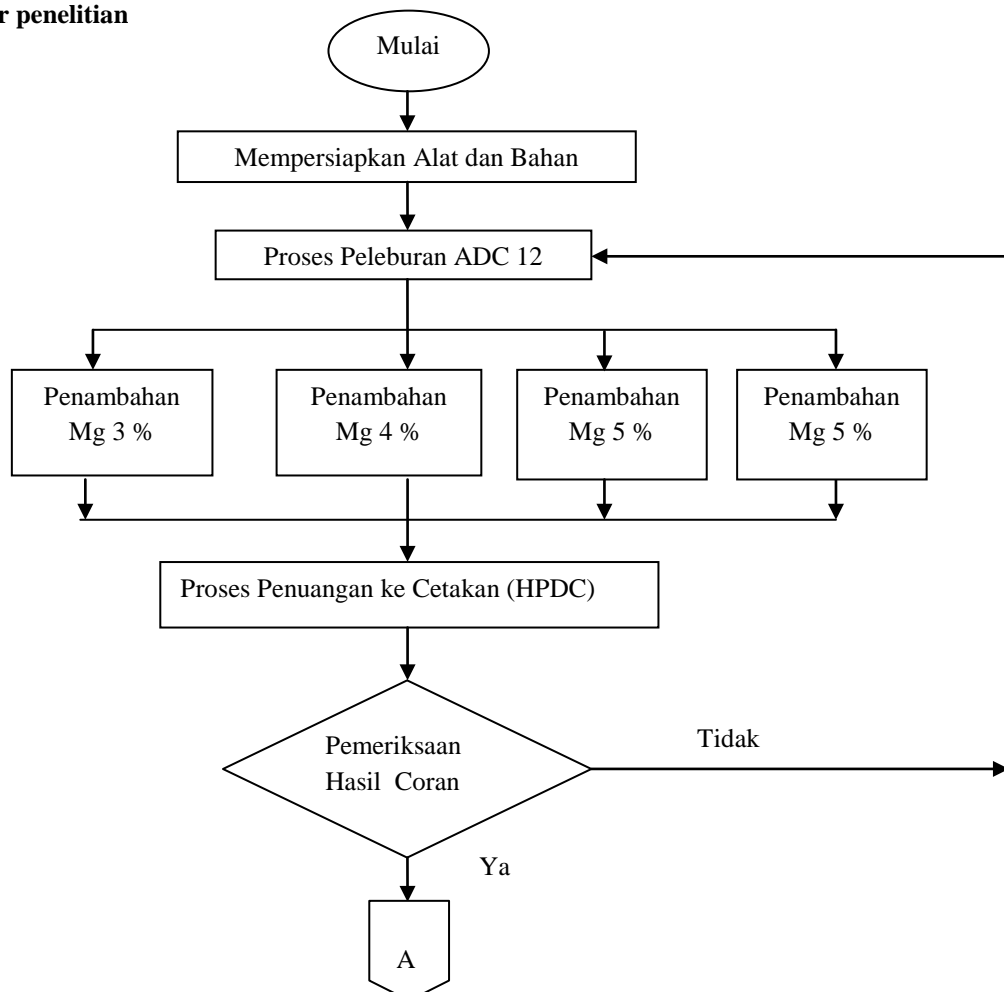 r penelitian
Mulai
Mempersiapkan Alat dan Bahan
Proses Peleburan ADC 12
Penambahan
Mg 3 %
Penambahan
Mg 4 %
Penambahan
Mg 5 %
Penambahan
Mg 5 %
Proses Penuangan ke Cetakan (HPDC)
Pemeriksaan
Hasil Coran
Tidak
Ya
A